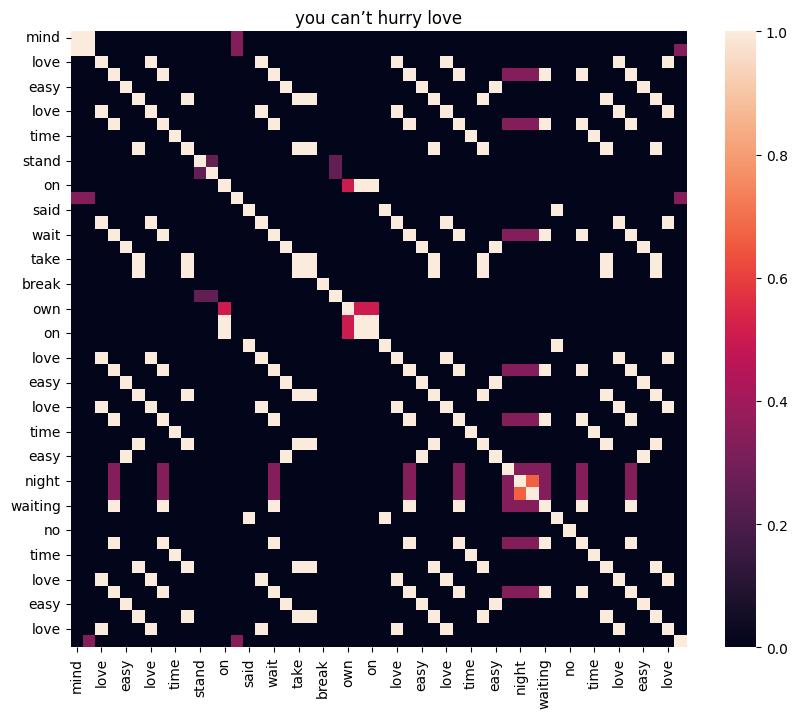 you can’t hurry love
mind
love
easy
love
time
stand
on
said
wait
take
break
own
on
love
easy
love
time
easy
night
waiting
no
time
love
easy
love
1.0
0.8
0.6
0.4
0.2
0.0
mind
love
easy
love
time
stand
on
said
wait
take
break
own
on
love
easy
love
time
easy
night
waiting
no
time
love
easy
love